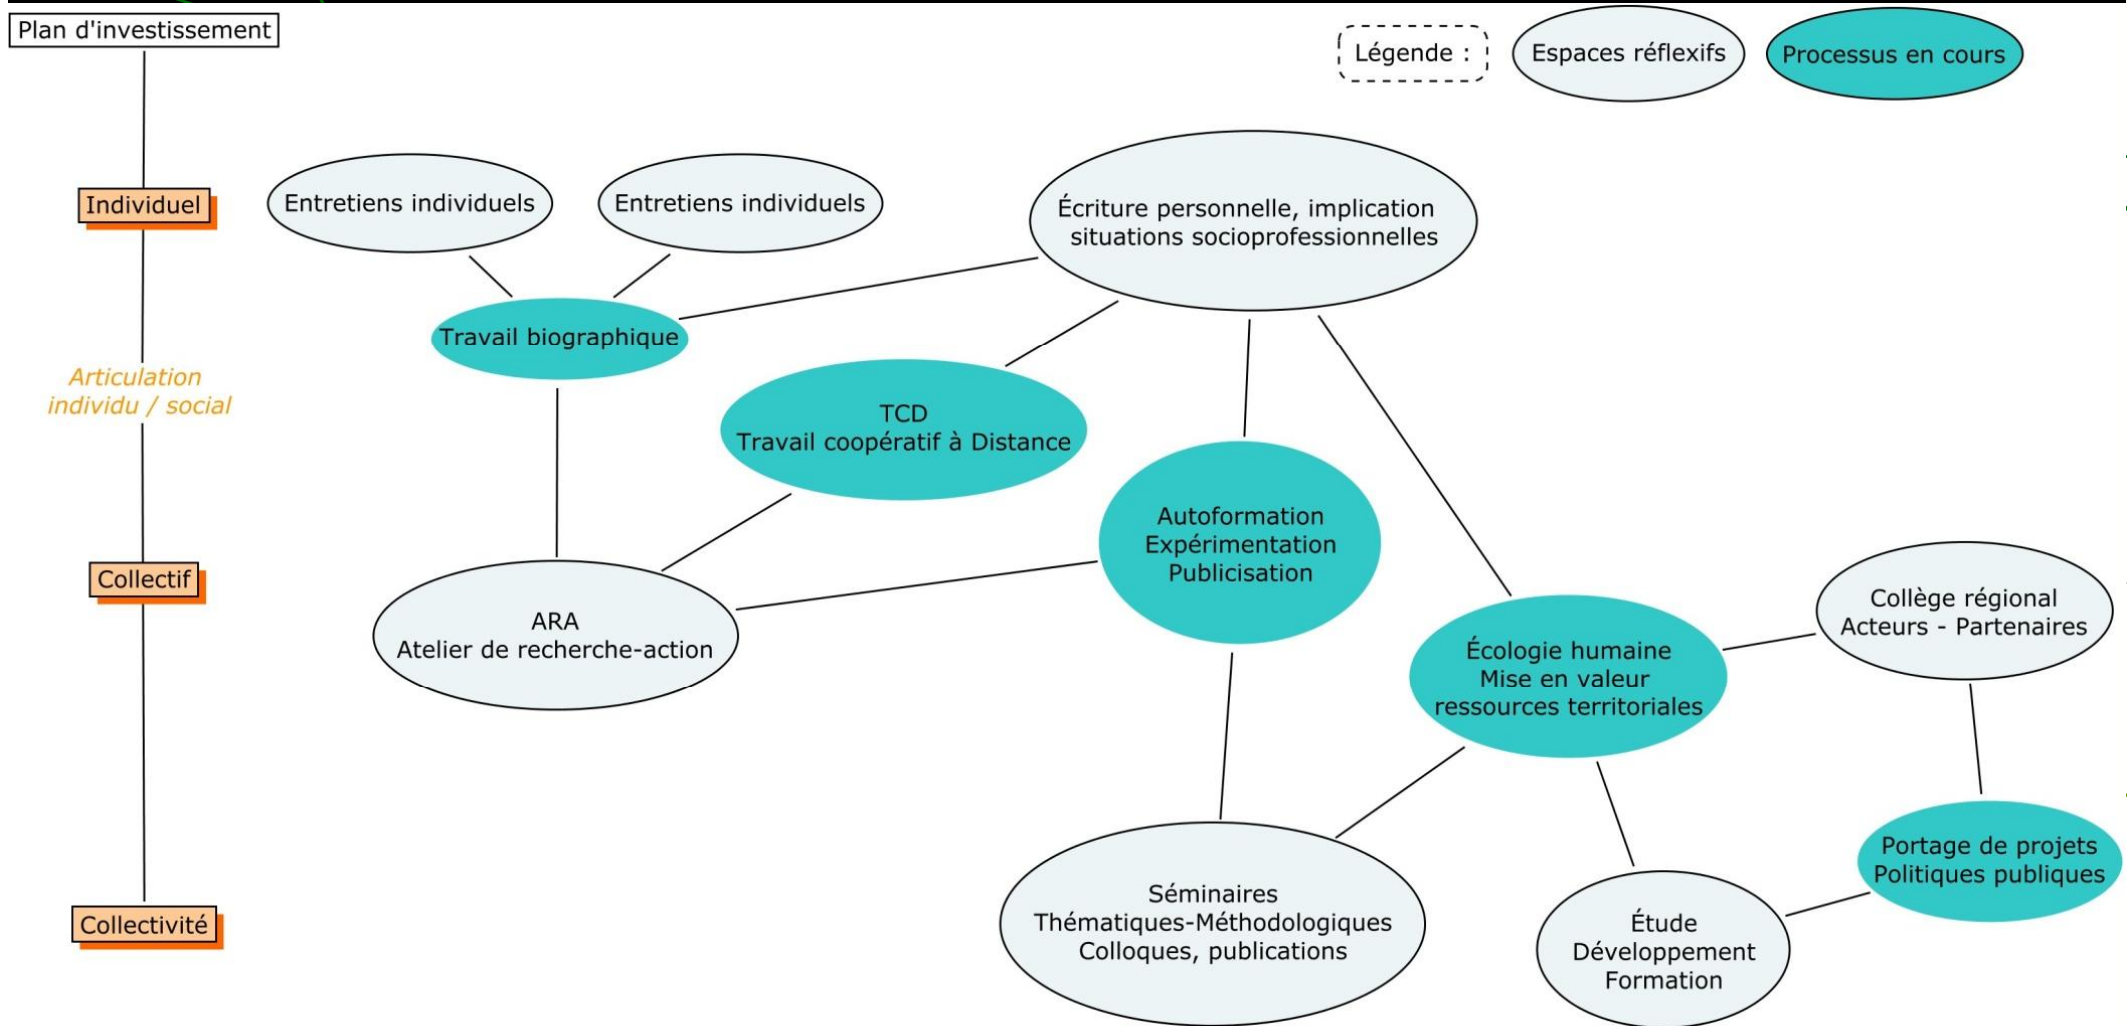 Plan d'investissement
Légende :
Espaces réflexifs
Processus en cours
Individuel
Entretiens individuels
Entretiens individuels
Écriture personnelle, implication
situations socioprofessionnelles
Travail biographique
Articulation
individu / social
TCD
Travail coopératif à Distance
Autoformation
Expérimentation
Publicisation
Collectif
ARA
Atelier de recherche-action
Collège régional
Acteurs - Partenaires
Écologie humaine
Mise en valeur
ressources territoriales
Portage de projets
Politiques publiques
Collectivité
Séminaires
Thématiques-Méthodologiques
Colloques, publications
Étude
Développement
Formation